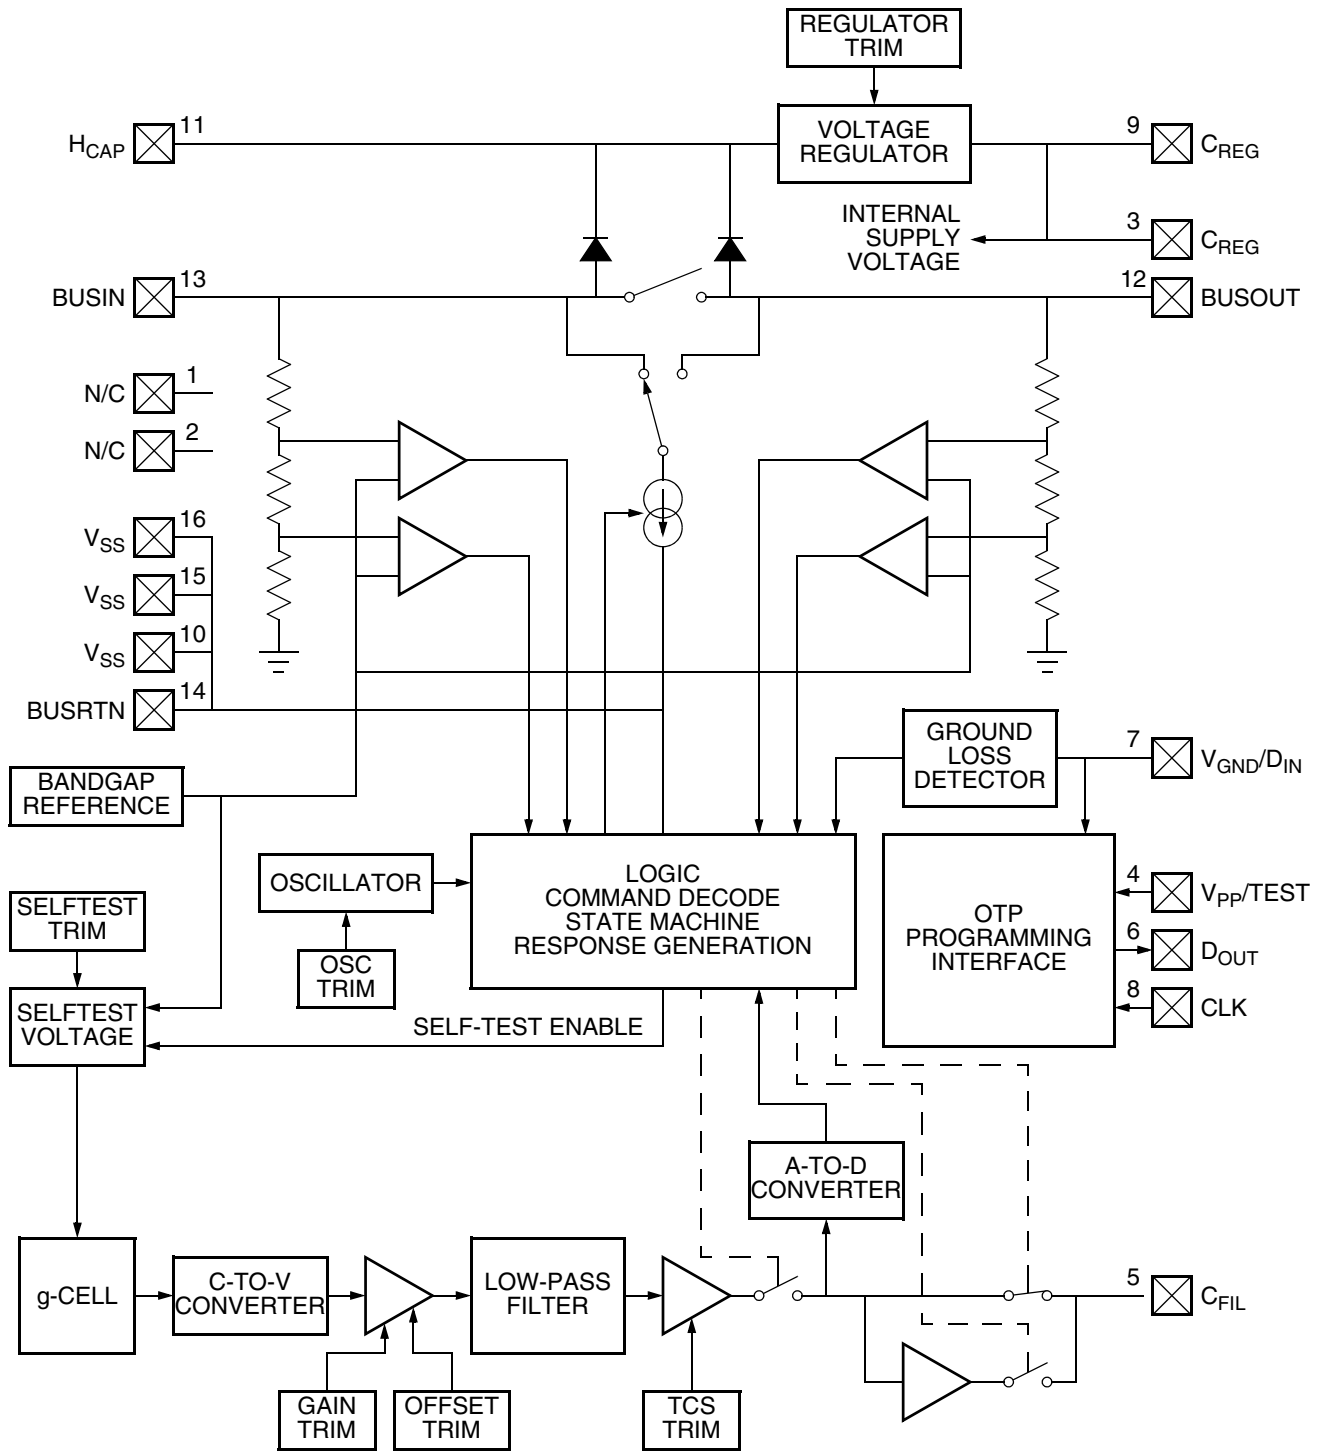 REGULATOR
TRIM
11
HCAP
VOLTAGE
REGULATOR
9
CREG
INTERNAL
SUPPLY
VOLTAGE
3
CREG
13
BUSIN
12
BUSOUT
1
N/C
2
N/C
16
VSS
15
VSS
10
VSS
14
BUSRTN
GROUND
LOSS
DETECTOR
7
VGND/DIN
BANDGAP
REFERENCE
OSCILLATOR
LOGIC
COMMAND DECODE
STATE MACHINE
RESPONSE GENERATION
OTP
PROGRAMMING
INTERFACE
4
VPP/TEST
6
DOUT
8
CLK
SELFTEST
TRIM
OSC
TRIM
SELFTEST
VOLTAGE
SELF-TEST ENABLE
A-TO-D
CONVERTER
g-CELL
C-TO-V
CONVERTER
LOW-PASS
FILTER
5
CFIL
GAIN
TRIM
OFFSET
TRIM
TCS
TRIM